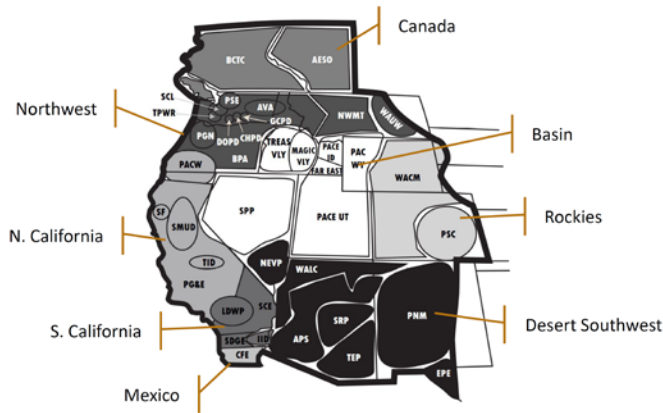 Canada
BCTC
AESO
SCL
PSE
AVA
TPWR
GCPD
NWMT
WAUW
Northwest
PGN
DOPD
CHPD
BPA
TREAS
VLY
MAGIC
VLY
PACE
ID
FAR EAST
PAC
WY
Basin
PACW
WACM
SPP
PACE UT
Rockies
SF
SMUD
PSC
N. California
TID
NEVP
WALC
PG&E
LDWP
SCE
SRP
PNM
S. California
Desert Southwest
SDGE
IID
APS
TEP
CFE
EPE
Mexico